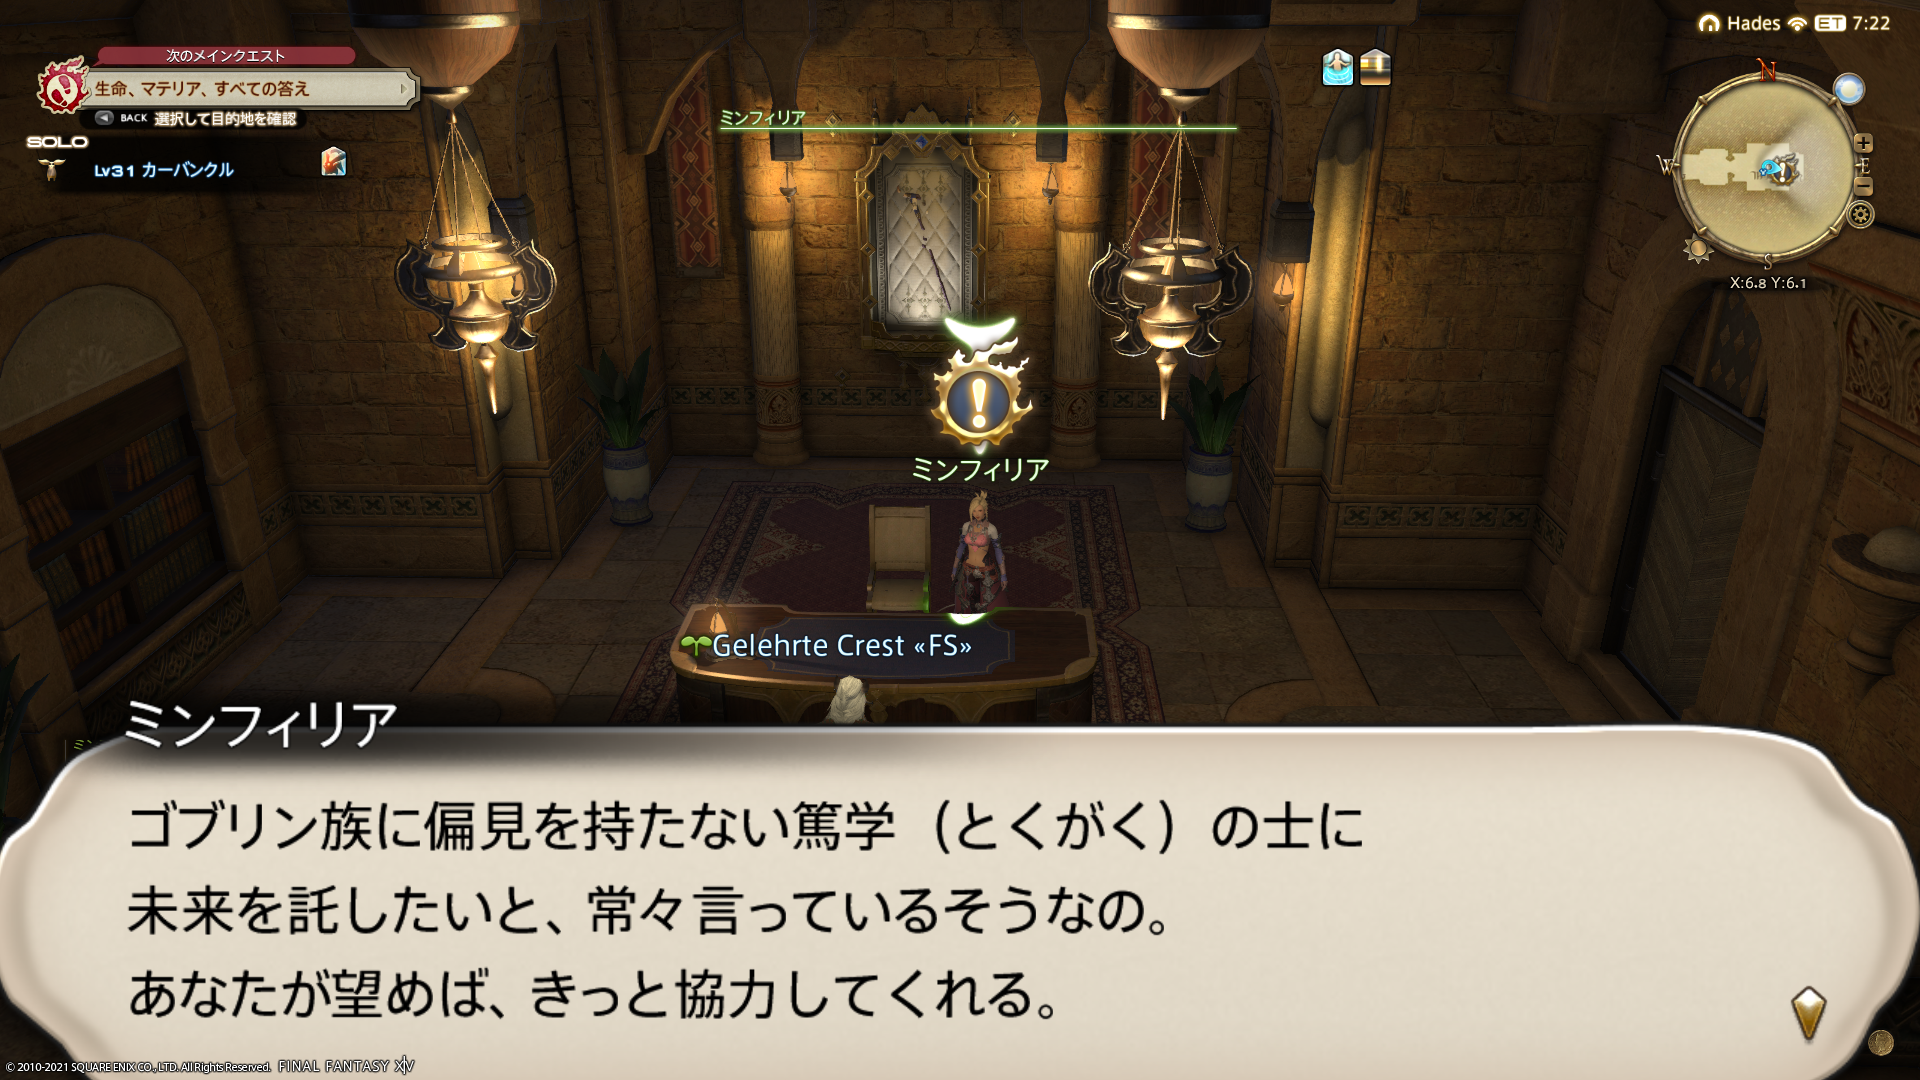 Hades ET 7:22
次のメインクエスト
生命、マテリア、すべての答え
BACK 選択して目的地を確認
SOLO
Lv31 カーバンクル
ミンフィリア
N
W
E
S
X:6.8 Y:6.1
ミンフィリア
Gelehrte Crest «FS»
ミンフィリア
ゴブリン族に偏見を持たない篤学（とくがく）の士に
未来を託したいと、常々言っているそうなの。
あなたが望めば、きっと協力してくれる。
© 2010-2021 SQUARE ENIX CO., LTD. All Rights Reserved. FINAL FANTASY XIV